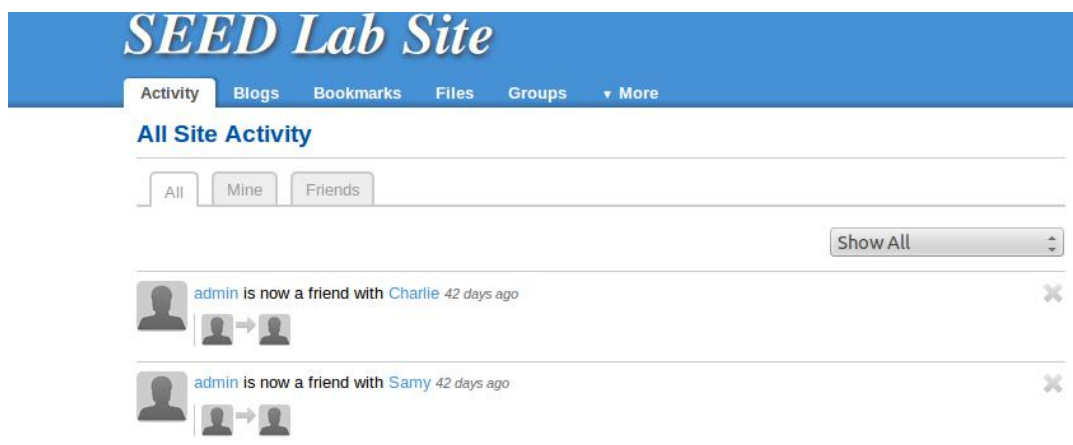 SEED Lab Site
Activity Blogs Bookmarks Files Groups ▼ More
All Site Activity
All Mine Friends
Show All
admin is now a friend with Charlie 42 days ago
admin is now a friend with Samy 42 days ago